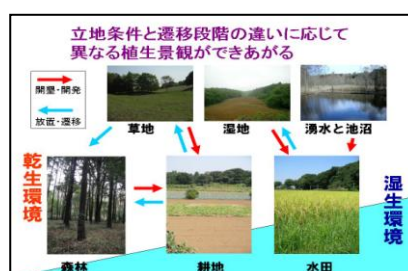 立地条件と遷移段階の違いに応じて
異なる植生景観ができあがる
開墾・開発
放置・遷移
草地
湿地
湧水と池沼
乾生環境
湿生環境
森林
耕地
水田